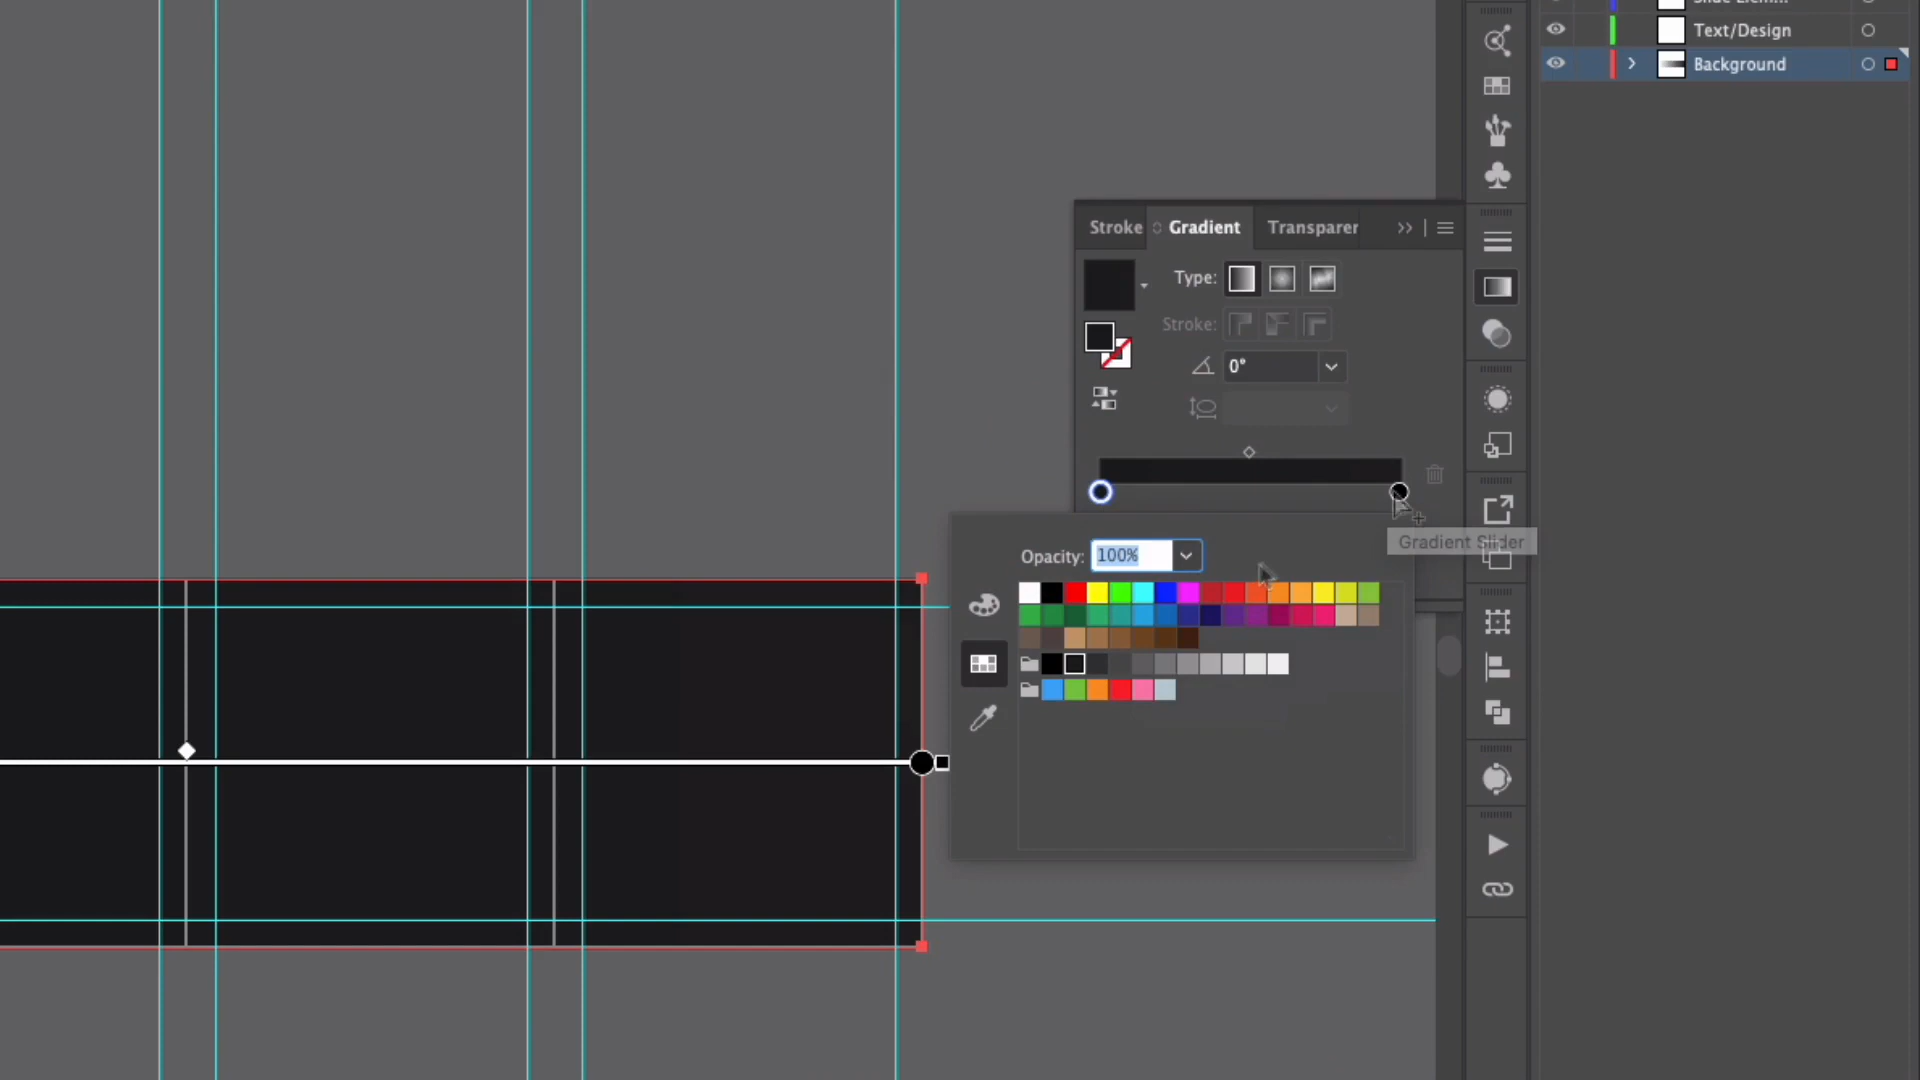 Text/Design
Background
Stroke
Gradient
Transparer
Type:
Stroke:
0°
Gradient Slider
Opacity: 100%